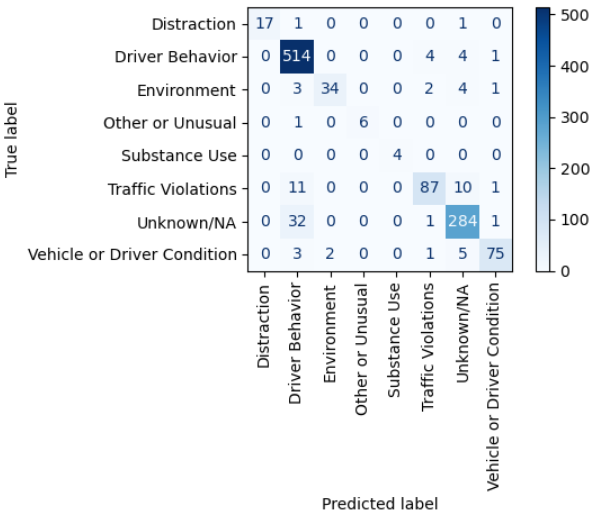 True label
Distraction 17 1 0 0 0 0 1 0
Driver Behavior 0 514 0 0 0 4 4 1
Environment 0 3 34 0 0 2 4 1
Other or Unusual 0 1 0 6 0 0 0 0
Substance Use 0 0 0 0 4 0 0 0
Traffic Violations 0 11 0 0 0 87 10 1
Unknown/NA 0 32 0 0 0 1 284 1
Vehicle or Driver Condition 0 3 2 0 0 1 5 75
Distraction
Driver Behavior
Environment
Other or Unusual
Substance Use
Traffic Violations
Unknown/NA
Vehicle or Driver Condition
Predicted label
500
400
300
200
100
0